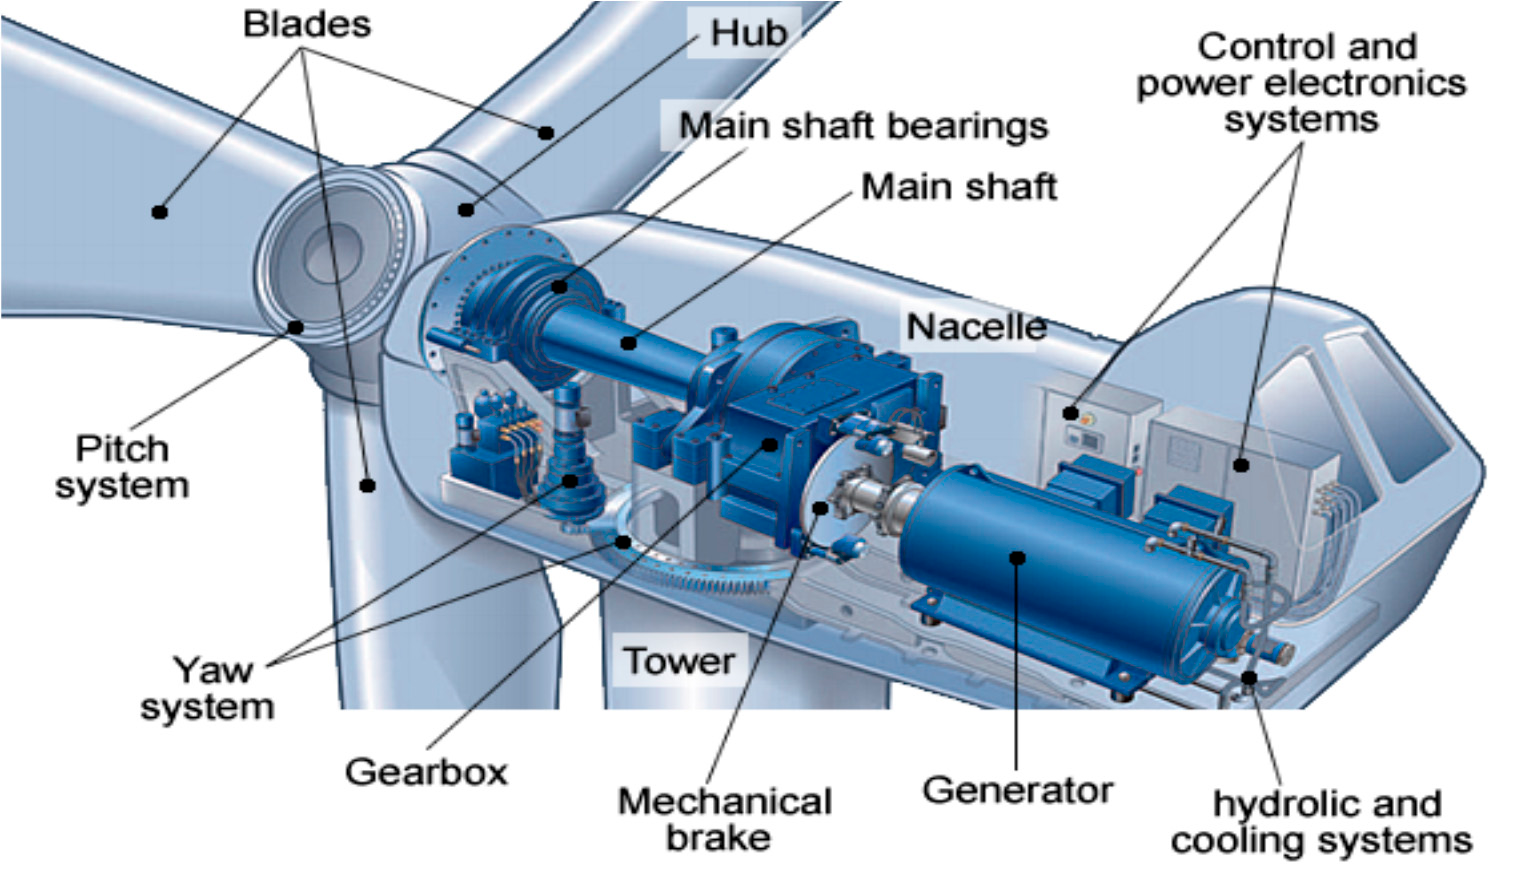 Blades
Hub
Control and
power electronics
systems
Main shaft bearings
Main shaft
Nacelle
Pitch
system
Tower
Yaw
system
Gearbox
Mechanical
brake
Generator
hydrolic and
cooling systems